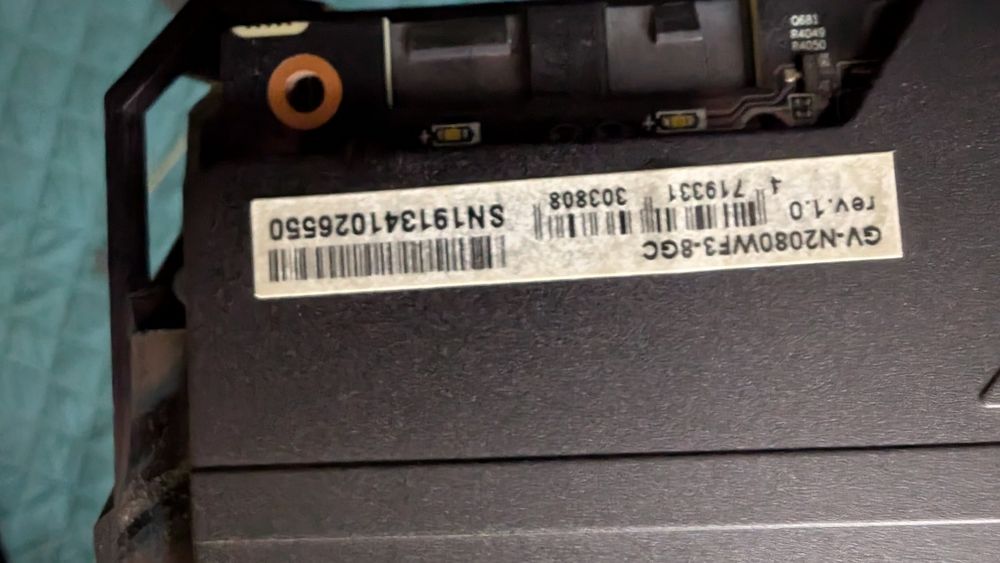 Q681
R4049
R4050
GV-N2080WF3-8GC
rev.1.0
4 719331 303808
SN191341026550